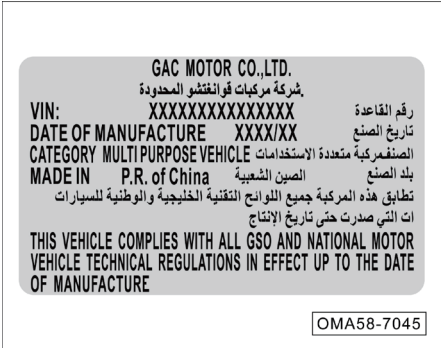 GAC MOTOR CO.,LTD.
شركة مركبات قوانغتشو المحدودة.
VIN: XXXXXXXXXXXXXXX رقم القاعدة
DATE OF MANUFACTURE XXXX/XX تاريخ الصنع
CATEGORY MULTI PURPOSE VEHICLE الصنف:مركبة متعددة الاستخدامات
MADE IN P.R. of China الصين الشعبية بلد الصنع
تطابق هذه المركبة جميع اللوائح التقنية الخليجية والوطنية للسيارات
ات التي صدرت حتى تاريخ الإنتاج
THIS VEHICLE COMPLIES WITH ALL GSO AND NATIONAL MOTOR
VEHICLE TECHNICAL REGULATIONS IN EFFECT UP TO THE DATE
OF MANUFACTURE
OMA58-7045